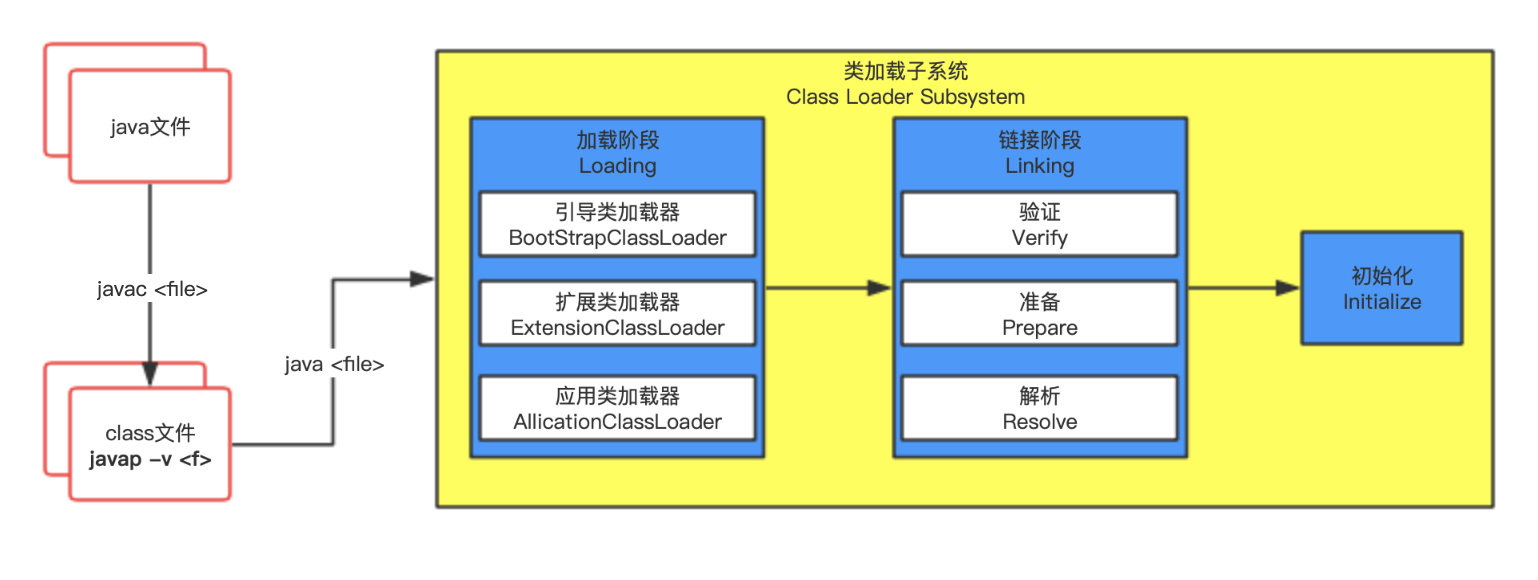 java文件
javac <file>
class文件
javap –v <f>
java <file>
类加载子系统
Class Loader Subsystem
加载阶段
Loading
引导类加载器
BootStrapClassLoader
扩展类加载器
ExtensionClassLoader
应用类加载器
AllicationClassLoader
链接阶段
Linking
验证
Verify
准备
Prepare
解析
Resolve
初始化
Initialize